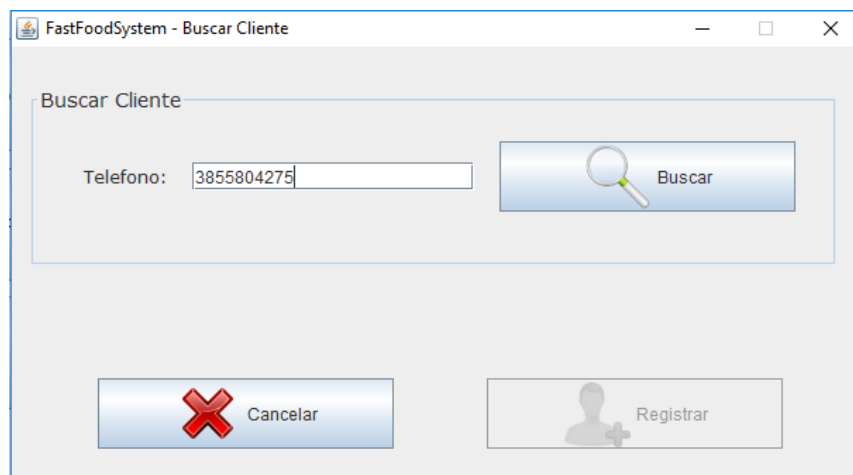 FastFoodSystem - Buscar Cliente
Buscar Cliente
Telefono: 3855804275 Buscar
Cancelar Registrar